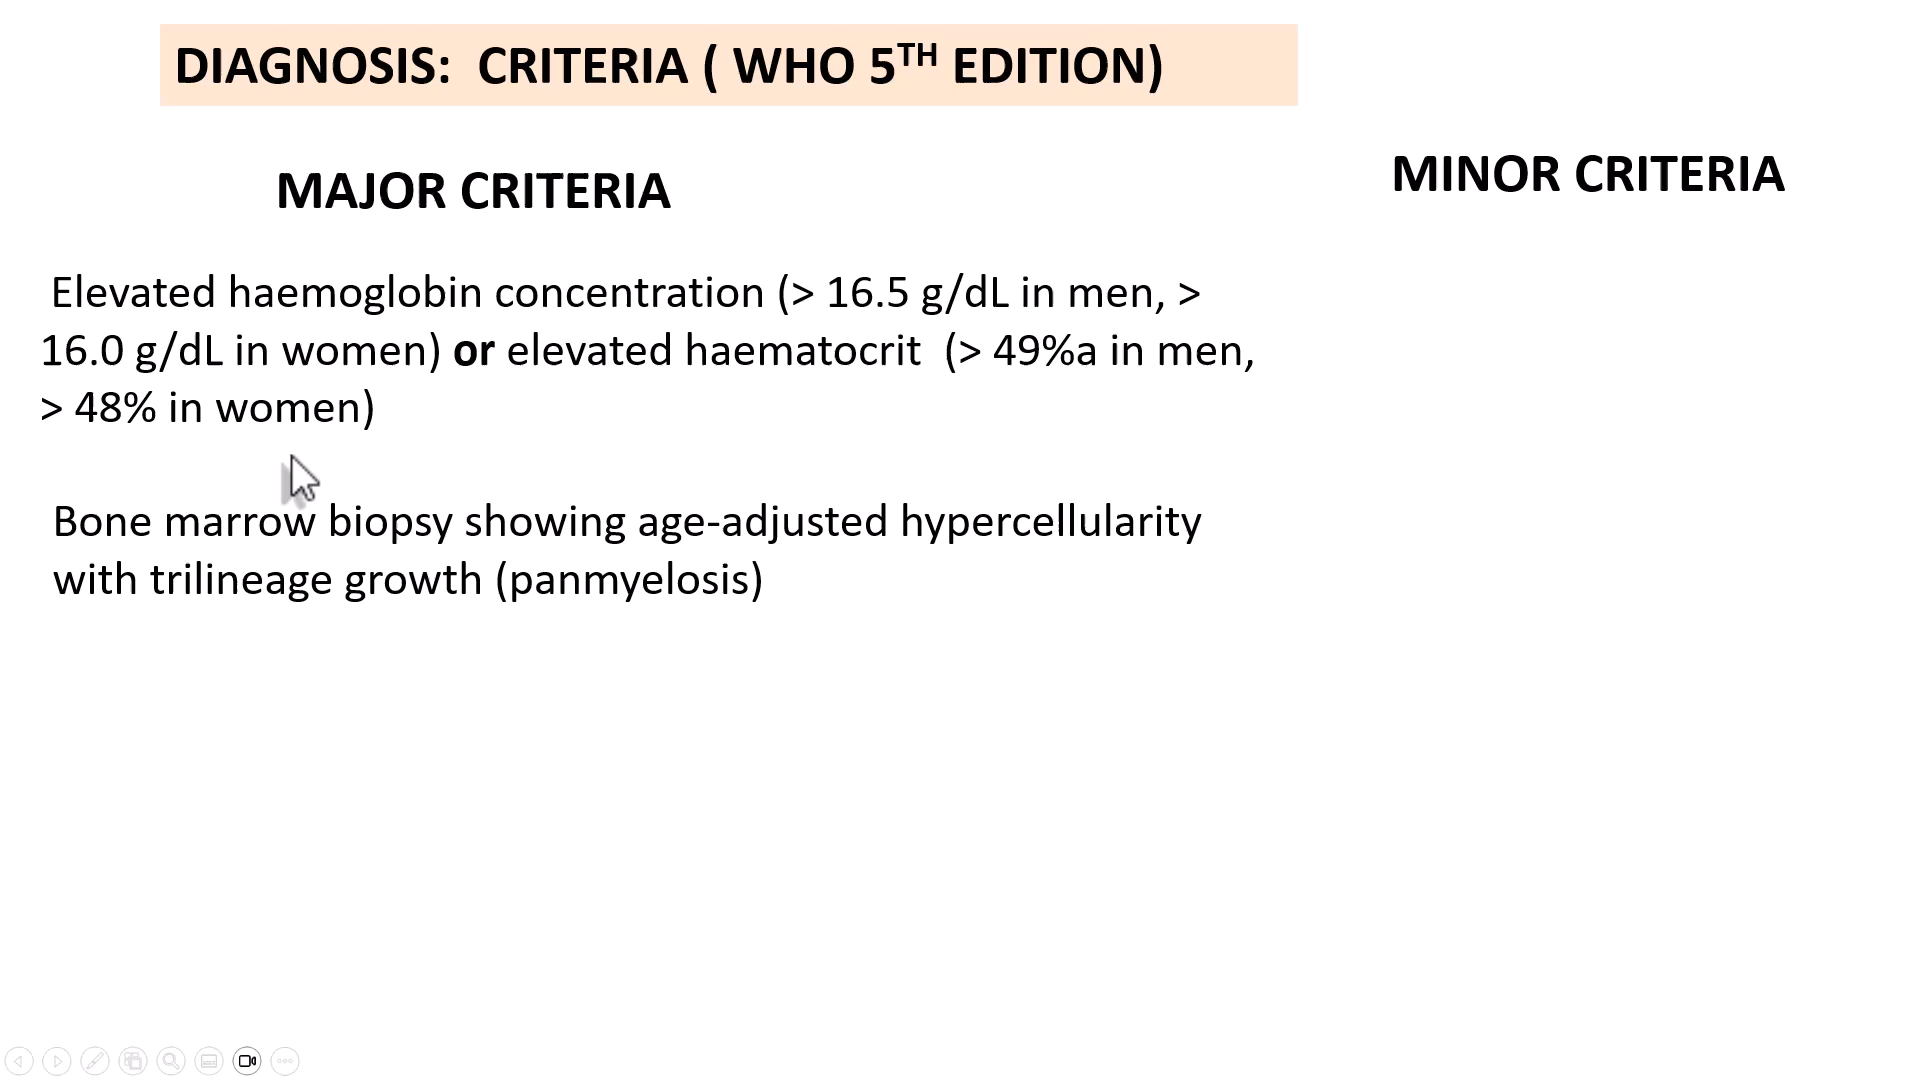 DIAGNOSIS: CRITERIA ( WHO 5TH EDITION)
MAJOR CRITERIA
Elevated haemoglobin concentration (> 16.5 g/dL in men, >
16.0 g/dL in women) or elevated haematocrit (> 49%a in men,
> 48% in women)
Bone marrow biopsy showing age-adjusted hypercellularity
with trilineage growth (panmyelosis)
MINOR CRITERIA